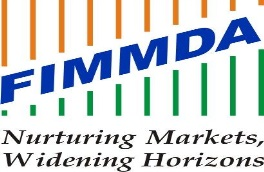 FIMMDA
Nurturing Markets,
Widening Horizons